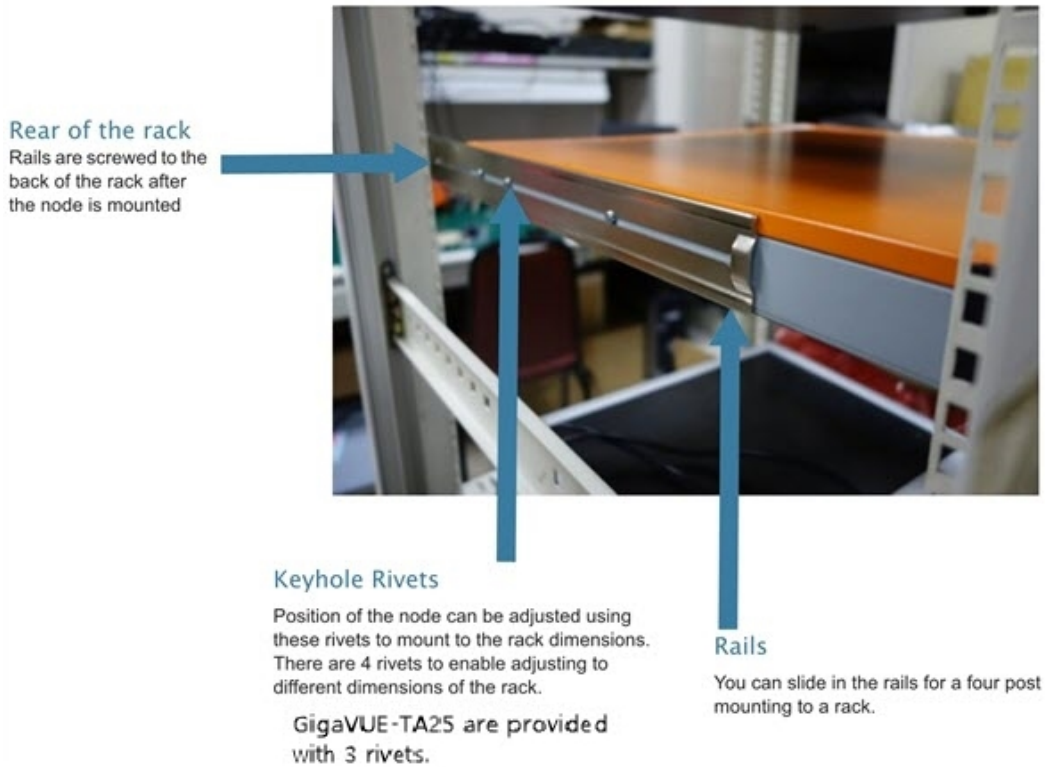 Rear of the rack
Rails are screwed to the
back of the rack after
the node is mounted
Keyhole Rivets
Position of the node can be adjusted using
these rivets to mount to the rack dimensions.
There are 4 rivets to enable adjusting to
different dimensions of the rack.
GigaVUE-TA25 are provided
with 3 rivets.
Rails
You can slide in the rails for a four post
mounting to a rack.